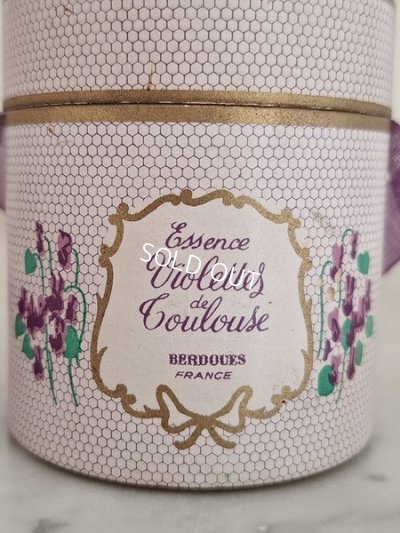 Essence
Violettes
SOLD OUT
de
Toulouse
BERDOUES
FRANCE